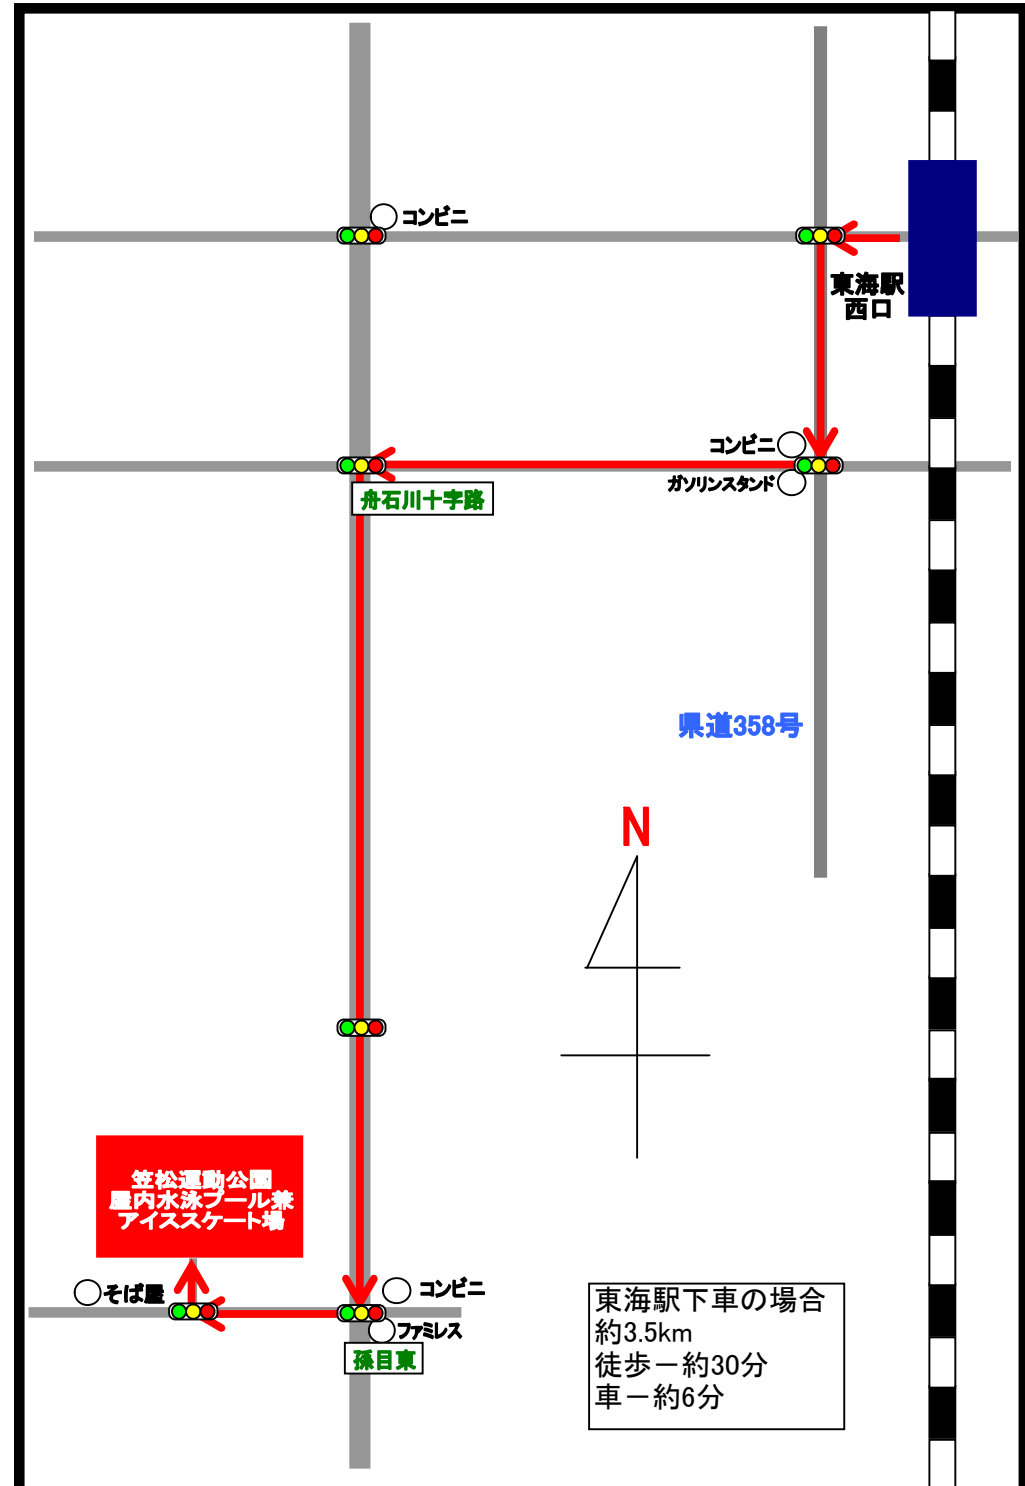 コンビニ
東海駅
西口
コンビニ
ガソリンスタンド
舟石川十字路
県道358号
N
笠松運動公園
屋内水泳プール兼
アイススケート場
そば屋
コンビニ
ファミレス
孫目東
東海駅下車の場合
約3.5km
徒歩－約30分
車－約6分